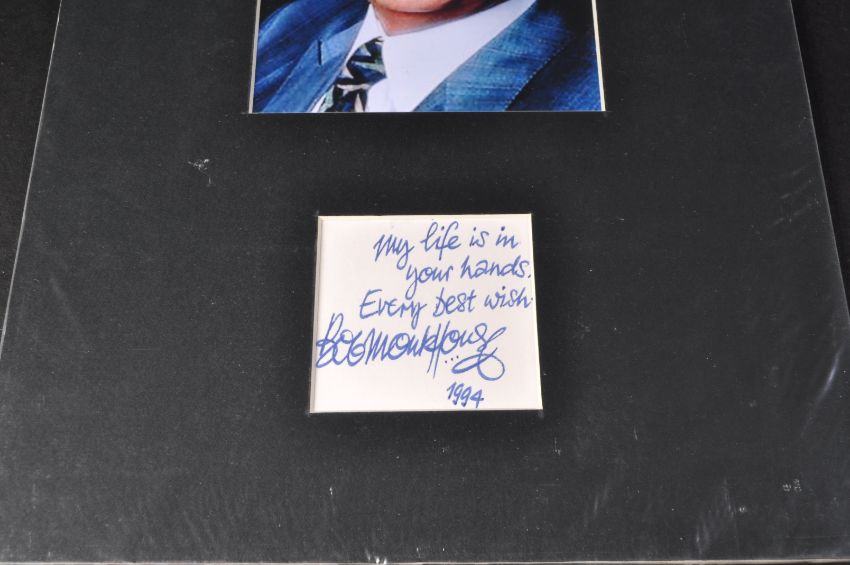 my life is in
your hands.
Every best wish.
Bob Monkhouse
1994